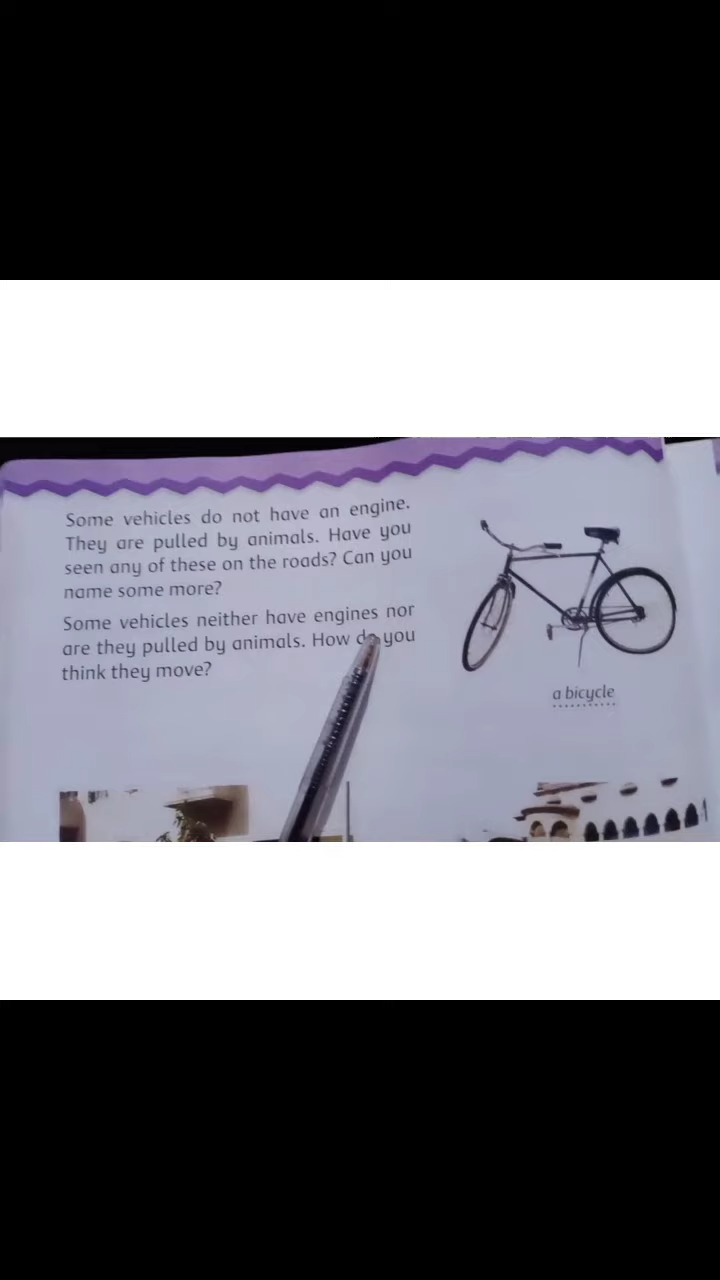 Some vehicles do not have an engine.
They are pulled by animals. Have you
seen any of these on the roads? Can you
name some more?
Some vehicles neither have engines nor
are they pulled by animals. How do you
think they move?
a bicycle